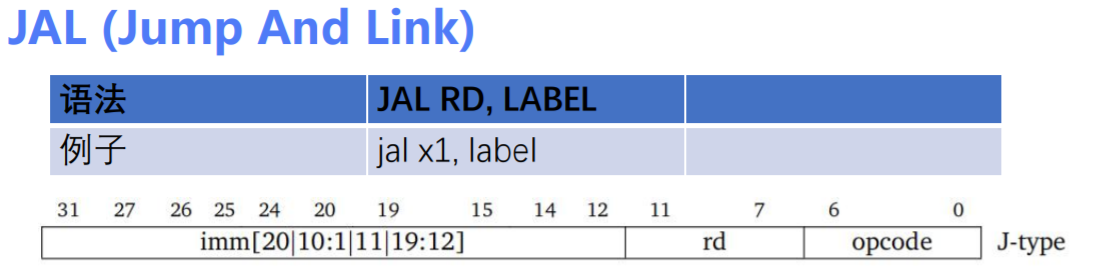 JAL (Jump And Link)
语法 JAL RD, LABEL
例子 jal x1, label
31 27 26 25 24 20 19 15 14 12 11 7 6 0
imm[20|10:1|11|19:12] rd opcode J-type